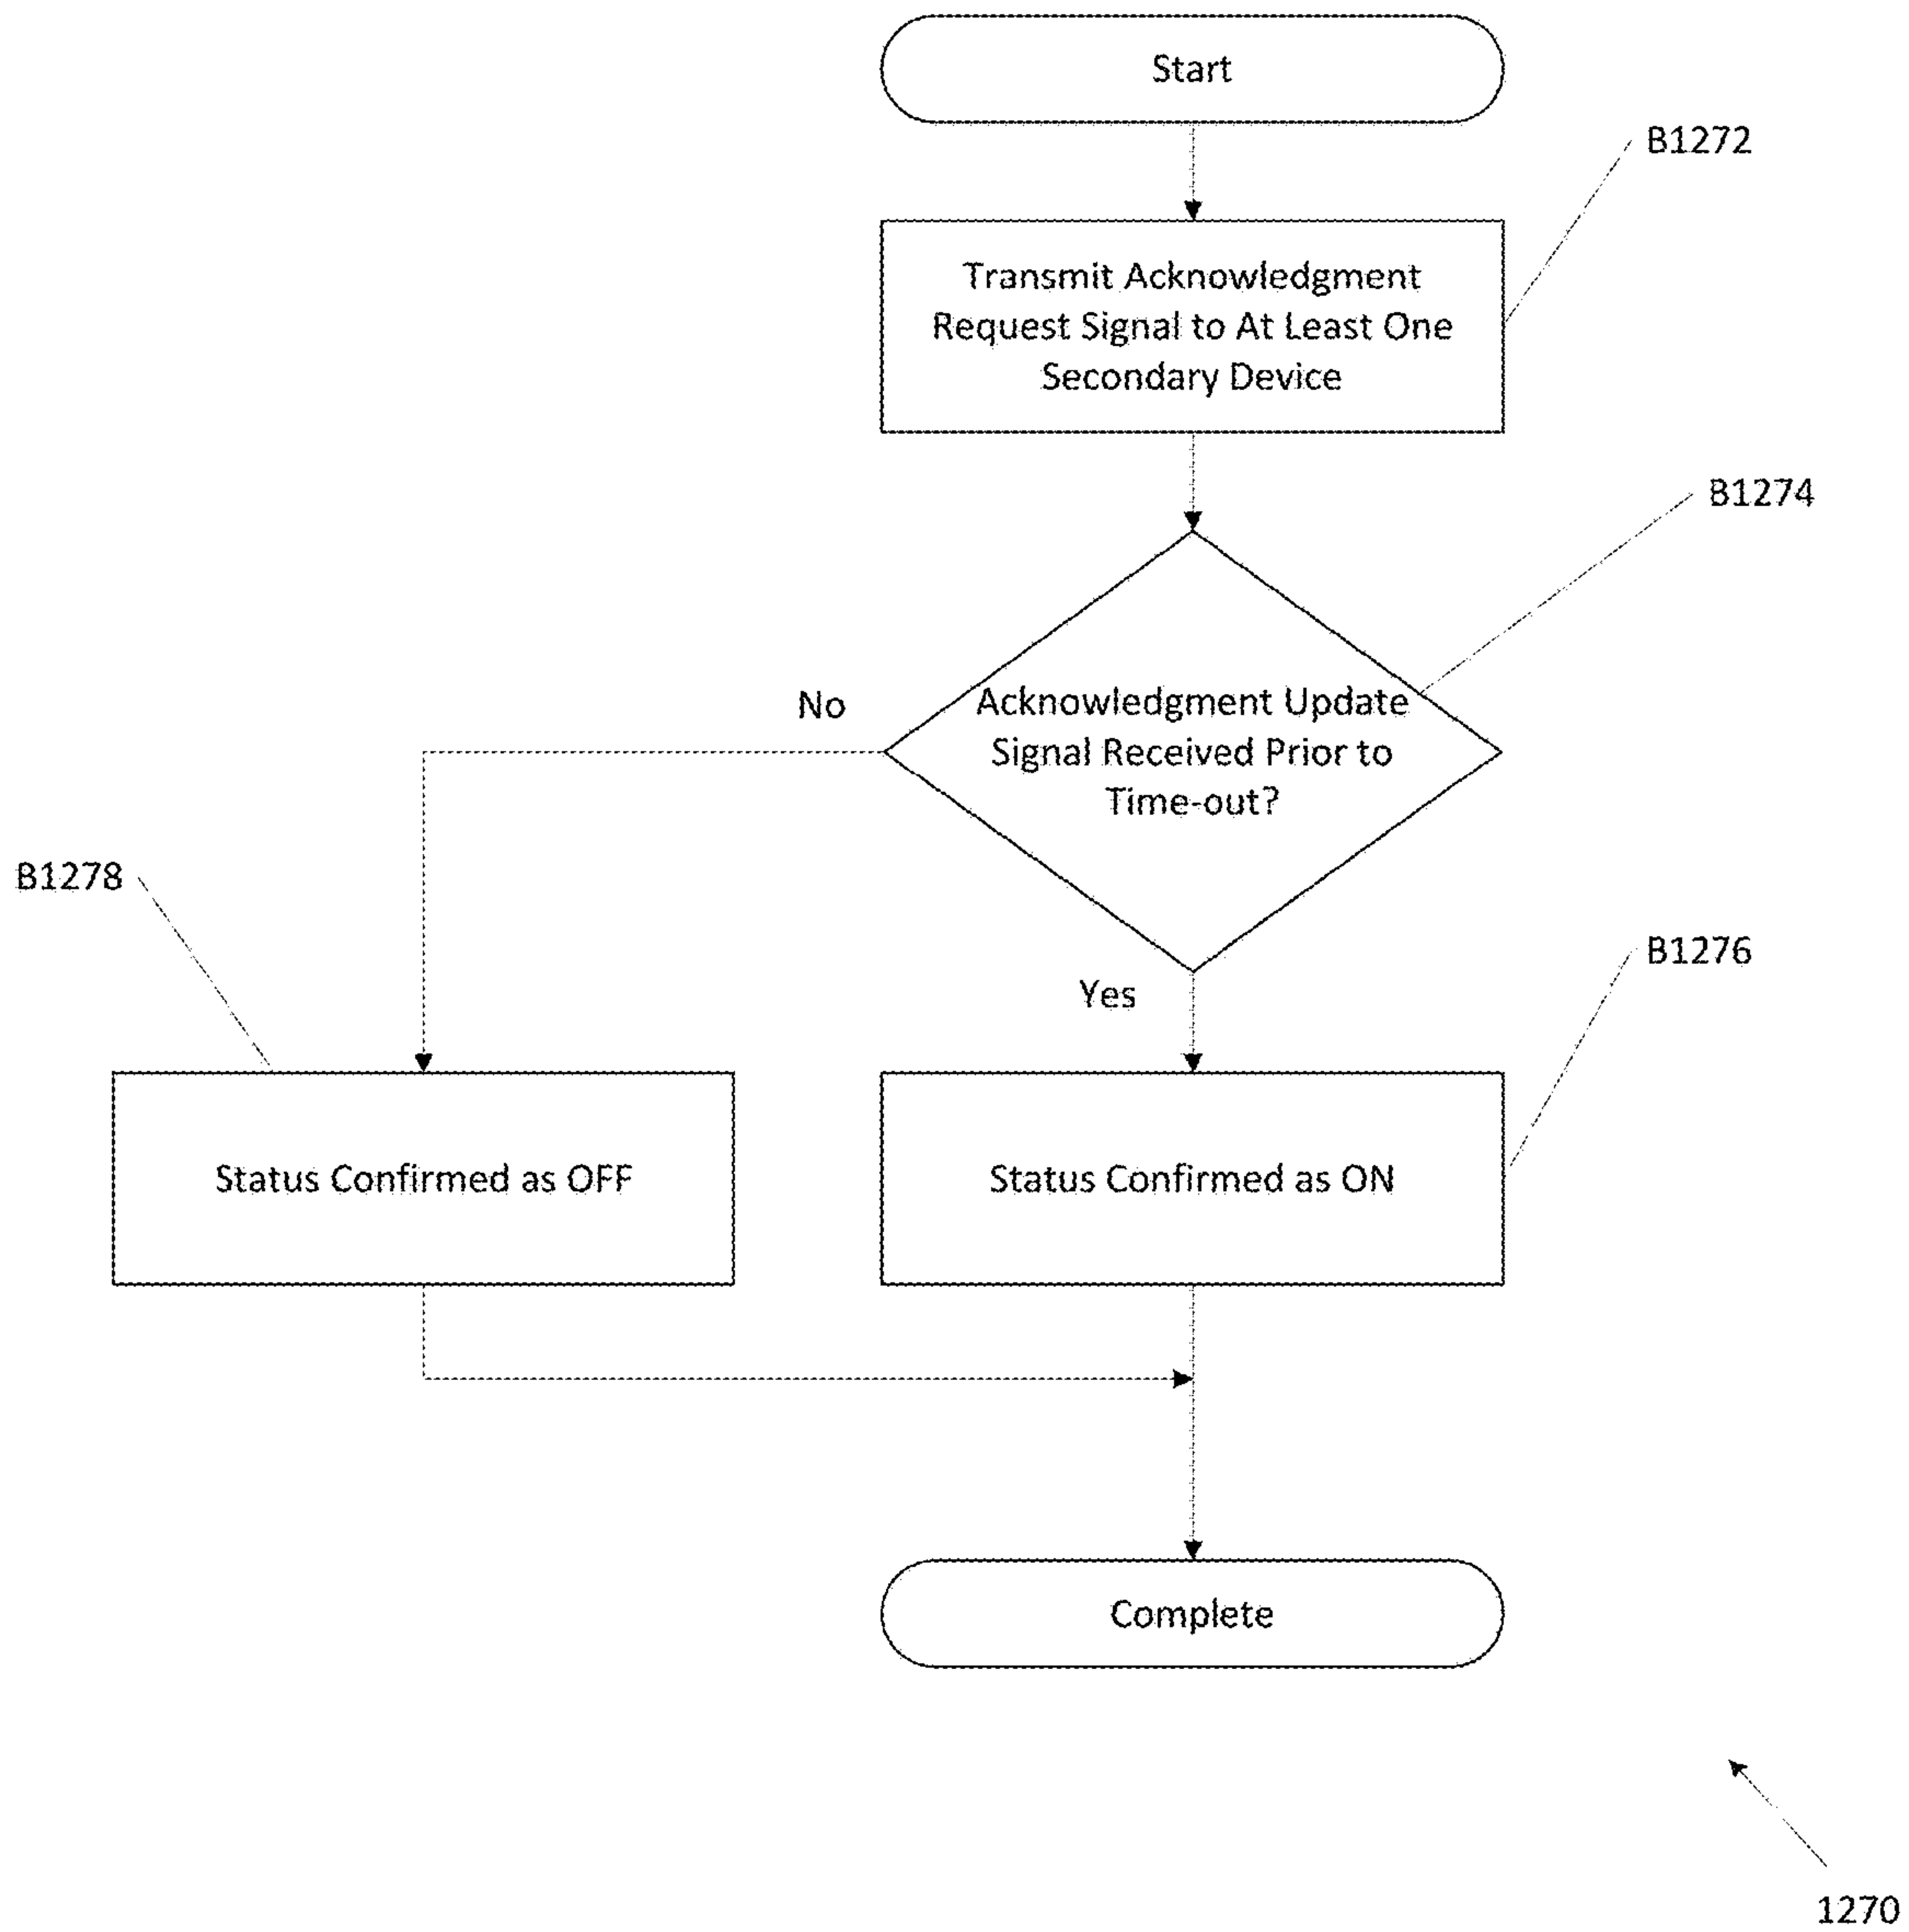 Start
B1272
Transmit Acknowledgment
Request Signal to At Least One
Secondary Device
B1274
No
Acknowledgment Update
Signal Received Prior to
Time-out?
B1278
B1276
Yes
Status Confirmed as OFF
Status Confirmed as ON
Complete
1270